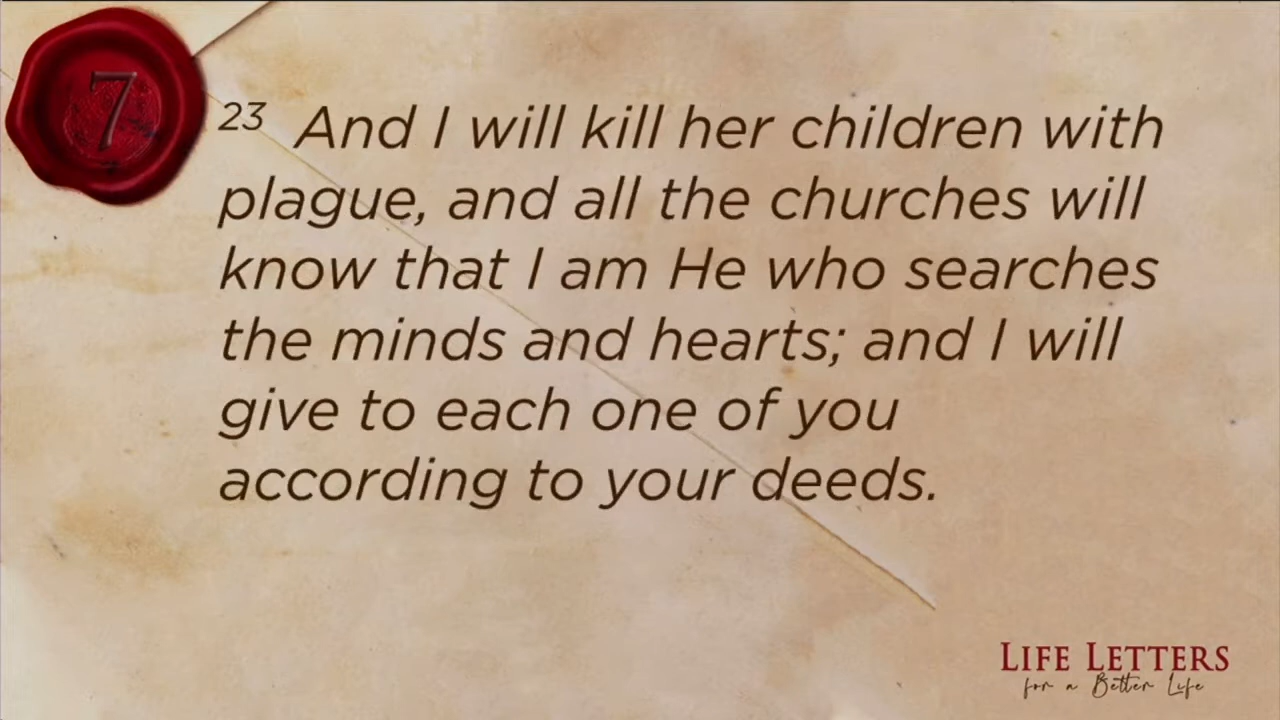 7
23 And I will kill her children with
plague, and all the churches will
know that I am He who searches
the minds and hearts; and I will
give to each one of you
according to your deeds.
LIFE LETTERS
for a Better Life